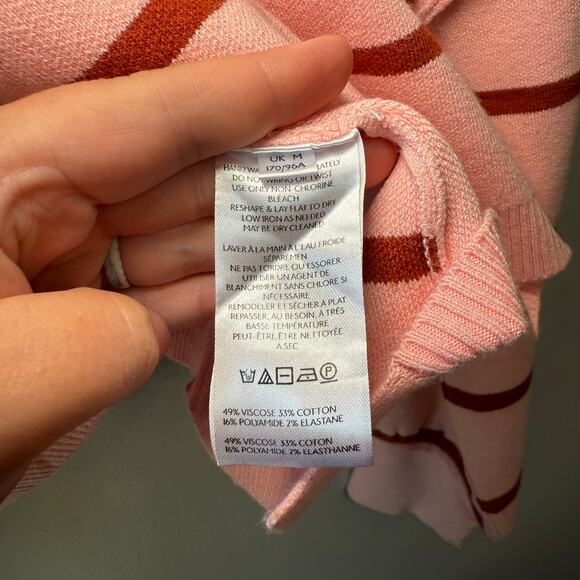 UK M
170/96A
HAND WA ATELY
DO NOT WRING OR TWIST
USE ONLY NON-CHLORINE
BLEACH
RESHAPE & LAY FLAT TO DRY
LOW IRON AS NEEDED
MAY BE DRY CLEANED
LAVER À LA MAIN À L'EAU FROIDE
SÉPAREMEN
NE PAS TORDRE OU ESSORER
UTILISER UN AGENT DE
BLANCHIMENT SANS CHLORE SI
NÉCESSAIRE
REMODELER ET SÉCHER À PLAT
REPASSER, AU BESOIN, À TRÈS
BASSE TEMPÉRATURE
PEUT-ÊTRE ÊTRE NETTOYÉE
A SEC
49% VISCOSE 33% COTTON
16% POLYAMIDE 2% ELASTANE
49% VISCOSE 33% COTON
16% POLYAMIDE 2% ELASTHANNE